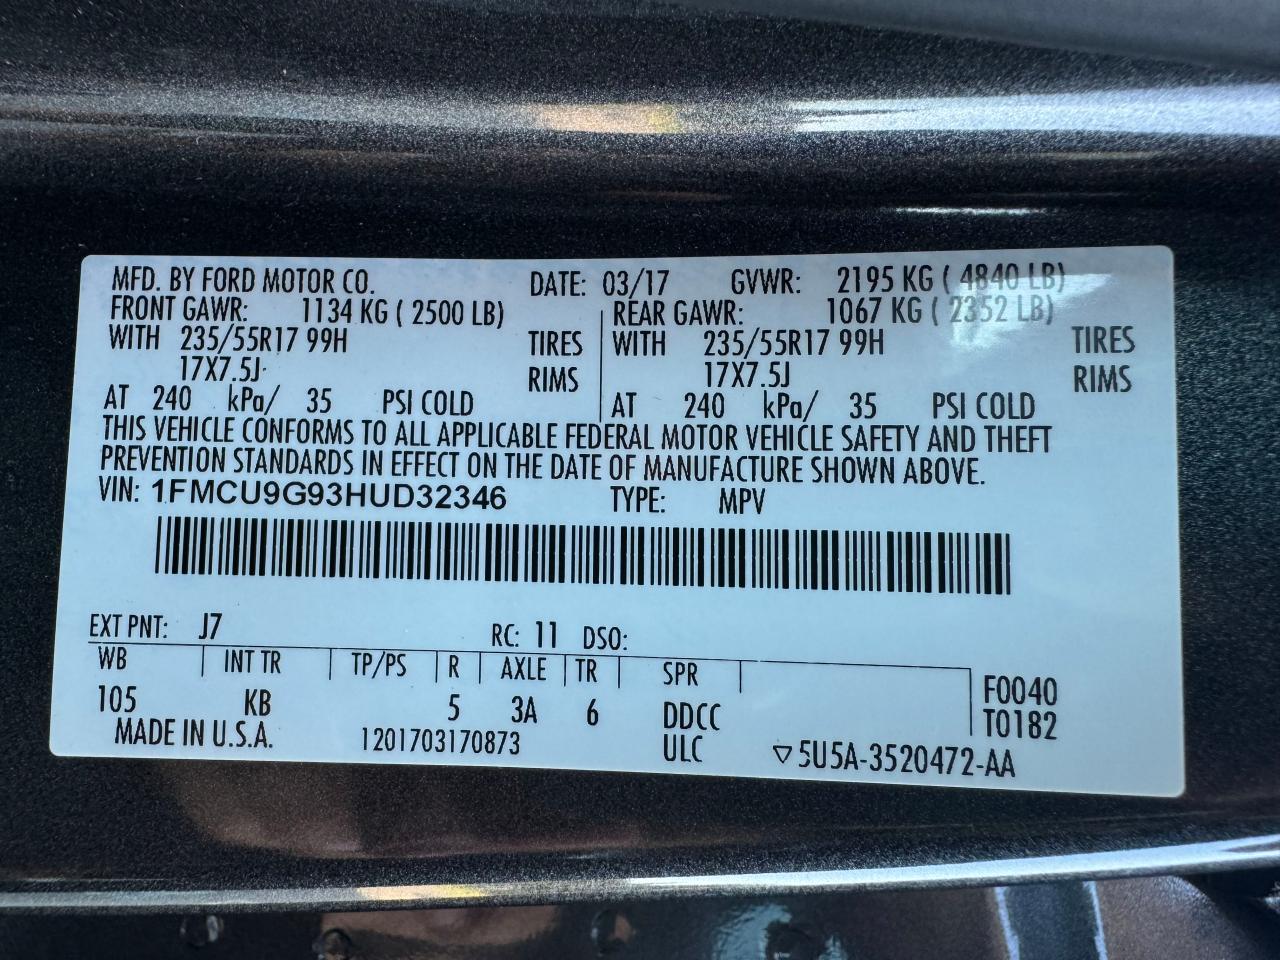 MFD. BY FORD MOTOR CO. DATE: 03/17 GVWR: 2195 KG ( 4840 LB)
FRONT GAWR: 1134 KG ( 2500 LB) REAR GAWR: 1067 KG ( 2352 LB)
WITH 235/55R17 99H TIRES WITH 235/55R17 99H TIRES
17X7.5J RIMS 17X7.5J RIMS
AT 240 kPa/ 35 PSI COLD AT 240 kPa/ 35 PSI COLD
THIS VEHICLE CONFORMS TO ALL APPLICABLE FEDERAL MOTOR VEHICLE SAFETY AND THEFT
PREVENTION STANDARDS IN EFFECT ON THE DATE OF MANUFACTURE SHOWN ABOVE.
VIN: 1FMCU9G93HUD32346 TYPE: MPV
EXT PNT: J7 RC: 11 DSO:
WB INT TR TP/PS R AXLE TR SPR F0040
105 KB 5 3A 6 DDCC T0182
MADE IN U.S.A. 1201703170873 ULC ▽5U5A-3520472-AA